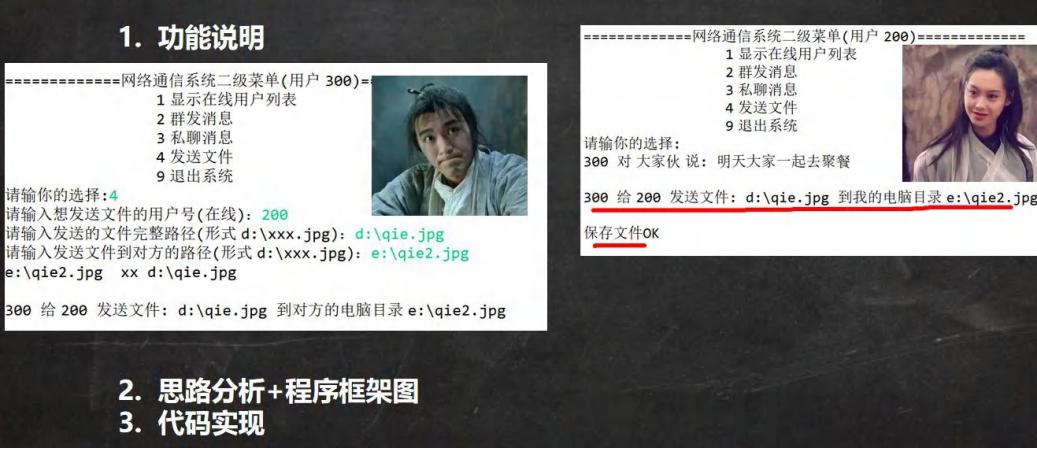 1. 功能说明
=============网络通信系统二级菜单(用户 300)=
1 显示在线用户列表
2 群发消息
3 私聊消息
4 发送文件
9 退出系统
请输你的选择:4
请输入想发送文件的用户号(在线): 200
请输入发送的文件完整路径(形式 d:\xxx.jpg): d:\qie.jpg
请输入发送文件到对方的路径(形式 d:\xxx.jpg): e:\qie2.jpg
e:\qie2.jpg xx d:\qie.jpg
300 给 200 发送文件: d:\qie.jpg 到对方的电脑目录 e:\qie2.jpg
=============网络通信系统二级菜单(用户 200)=============
1 显示在线用户列表
2 群发消息
3 私聊消息
4 发送文件
9 退出系统
请输你的选择:
300 对 大家伙 说: 明天大家一起去聚餐
300 给 200 发送文件: d:\qie.jpg 到我的电脑目录 e:\qie2.jpg
保存文件OK
2. 思路分析+程序框架图
3. 代码实现